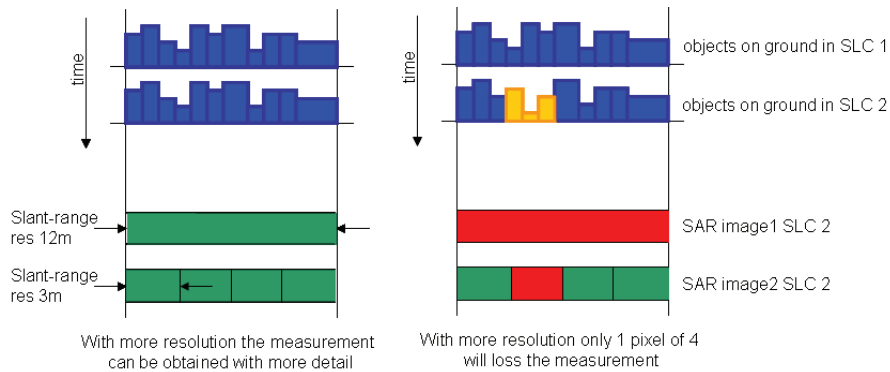 time
time
objects on ground in SLC 1
objects on ground in SLC 2
Slant-range
res 12m
SAR image1 SLC 2
Slant-range
res 3m
SAR image2 SLC 2
With more resolution the measurement
can be obtained with more detail
With more resolution only 1 pixel of 4
will loss the measurement